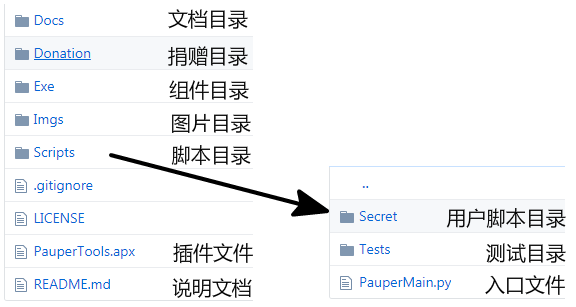 Docs 文档目录
Donation 捐赠目录
Exe 组件目录
Imgs 图片目录
Scripts 脚本目录
.gitignore
LICENSE
PauperTools.apx 插件文件
README.md 说明文档
..
Secret 用户脚本目录
Tests 测试目录
PauperMain.py 入口文件